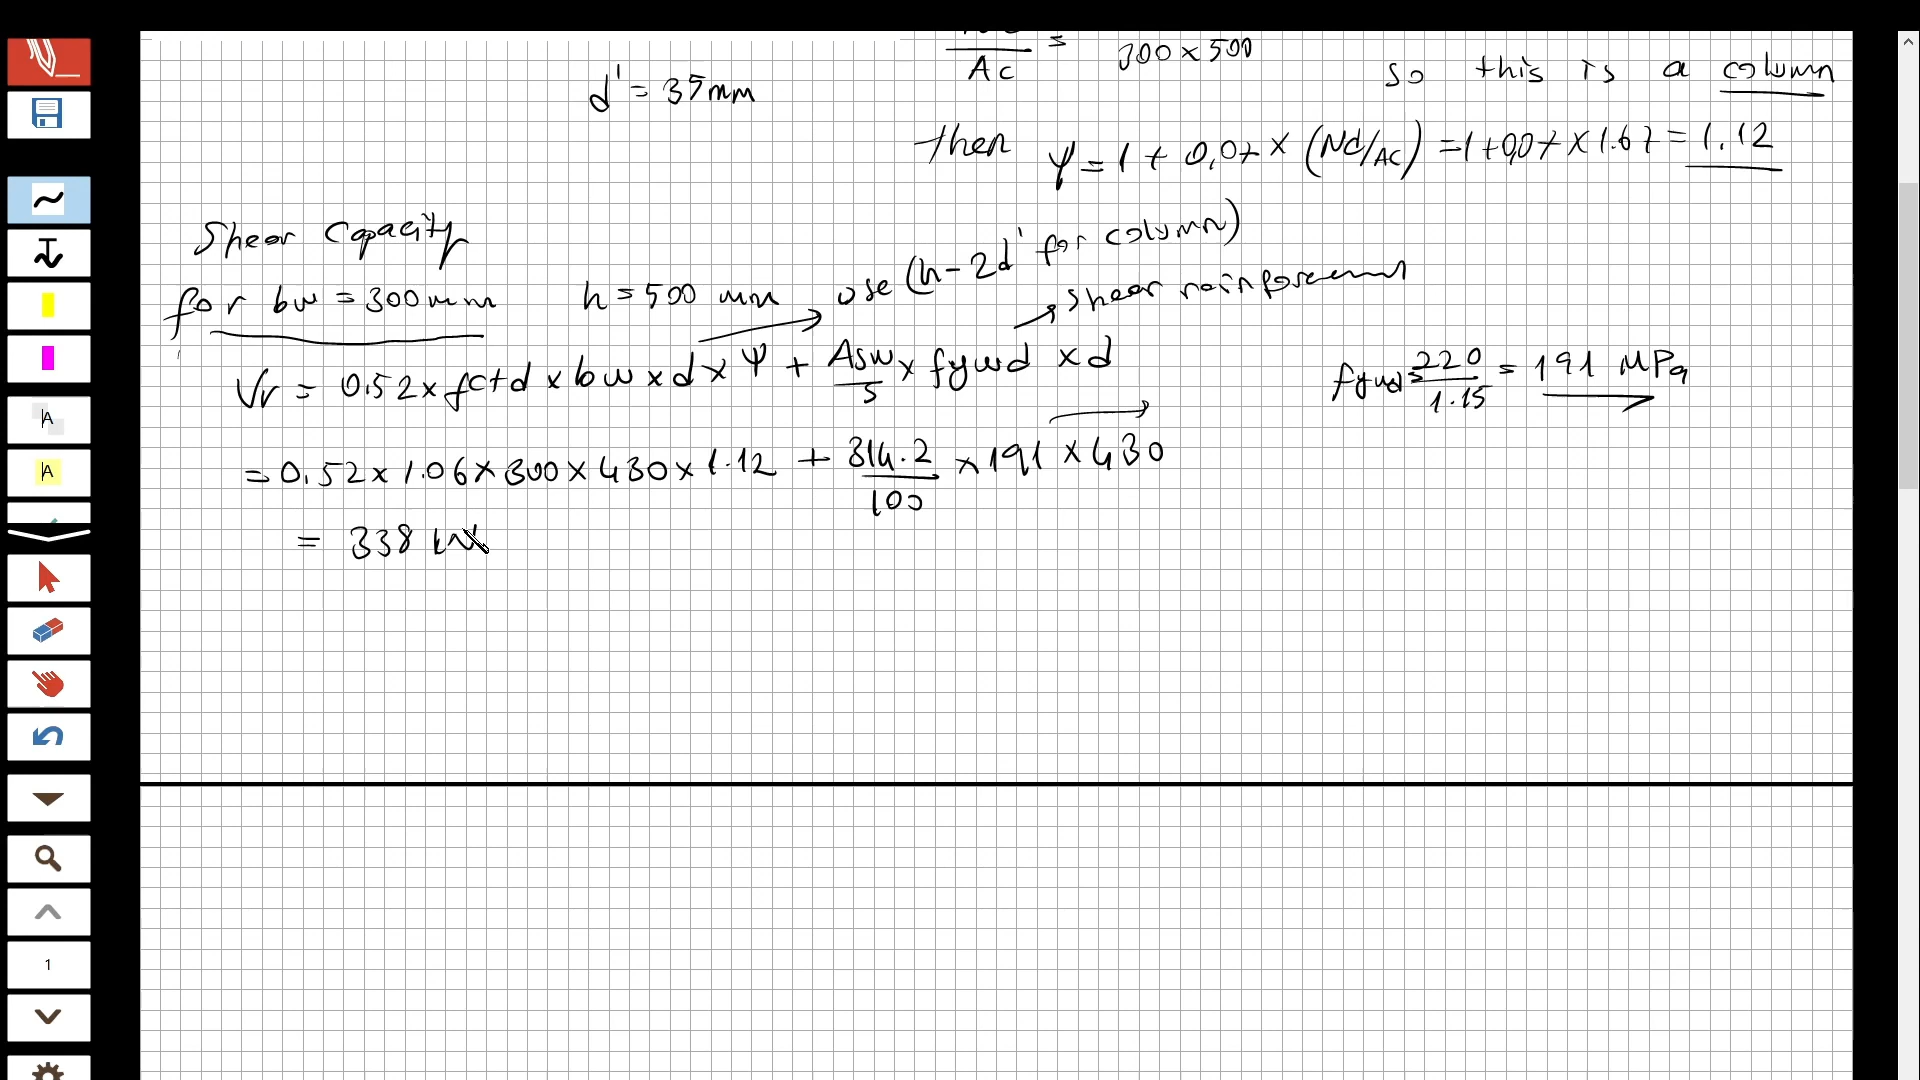 Ac =
300 x 500
d' = 35mm
so this is a column
then ψ = 1 + 0,07 x (Nd/AC) = 1 + 0,07 x 1.67 = 1.12
Shear Capacity
for bw = 300 mm h = 500 mm use (h-2d' for column)
shear reinforcement
Vr = 0.52 x fctd x bw x d x ψ + Asw/s x fywd x d
fywd = 220/1.15 = 191 MPa
= 0.52 x 1.06 x 300 x 430 x 1.12 + 314.2/100 x 191 x 430
= 338 kN
A
A
1